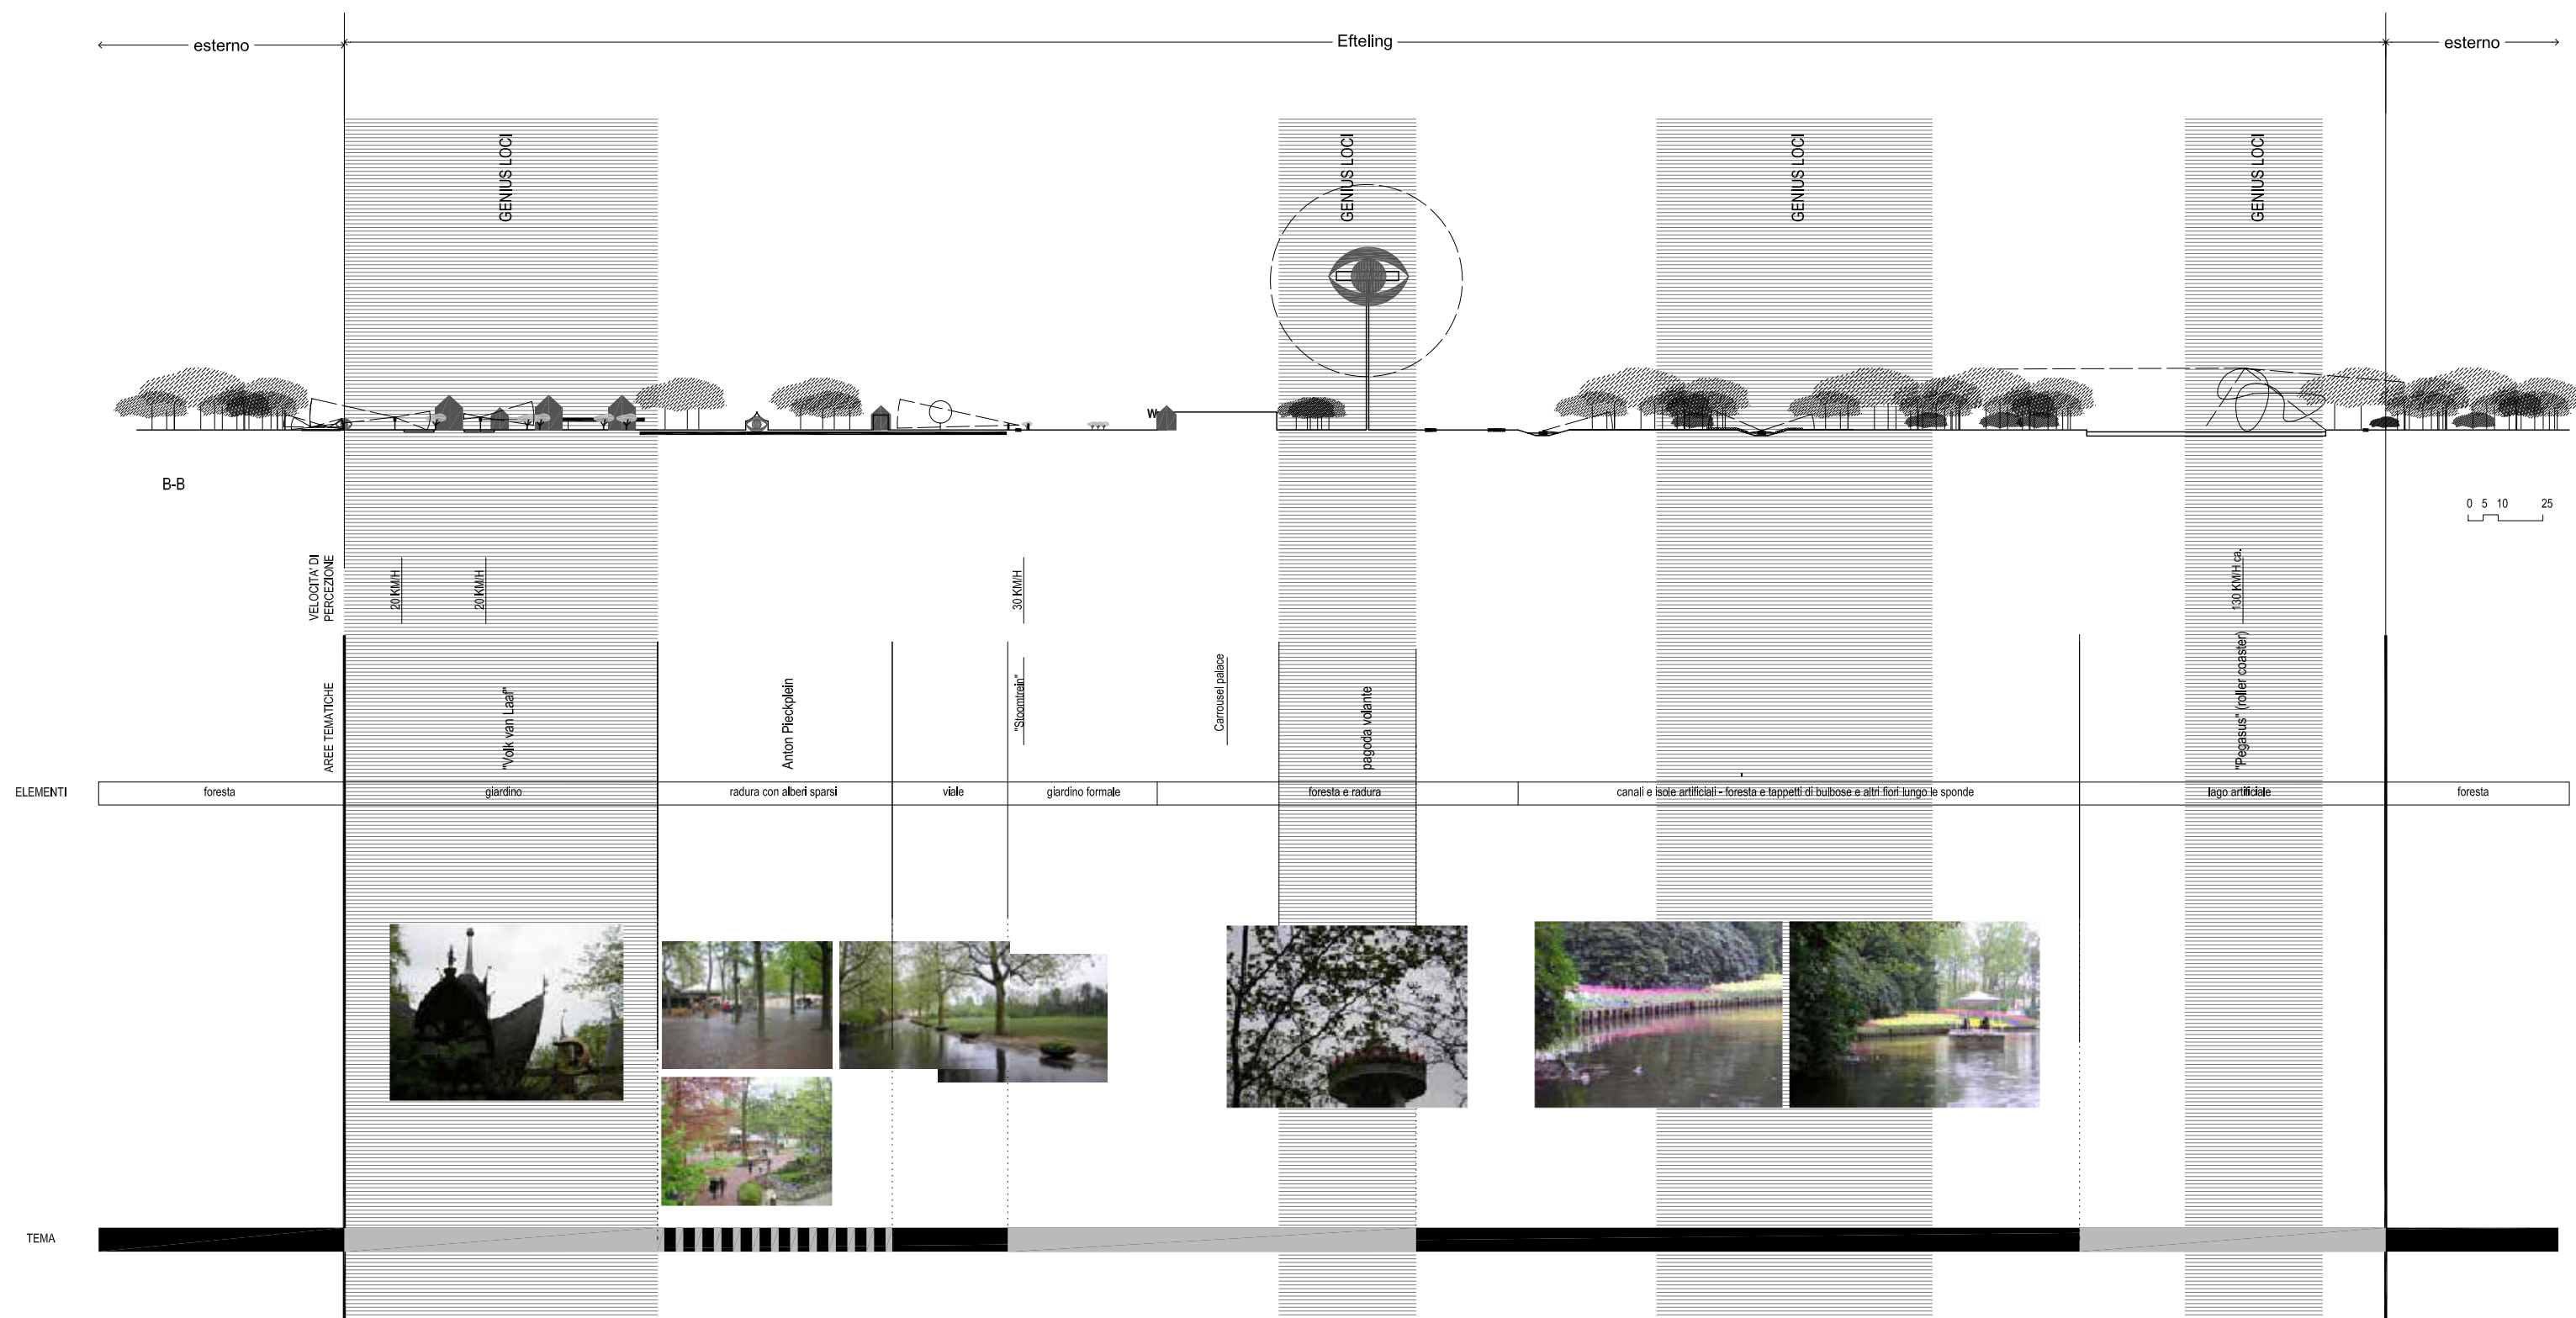 esterno
Efteling
esterno
GENIUS LOCI
GENIUS LOCI
GENIUS LOCI
GENIUS LOCI
W
B-B
0 5 10 25
VELOCITA' DI
PERCEZIONE
20 KM/H
20 KM/H
30 KM/H
130 KM/H ca.
AREE TEMATICHE
"Volk van Laaf"
Anton Pieckplein
"Stoomtrein"
Carrousel palace
pagoda volante
"Pegasus" (roller coaster)
ELEMENTI
foresta
giardino
radura con alberi sparsi
viale
giardino formale
foresta e radura
canali e isole artificiali - foresta e tappetti di bulbose e altri fiori lungo le sponde
lago artificiale
foresta
TEMA